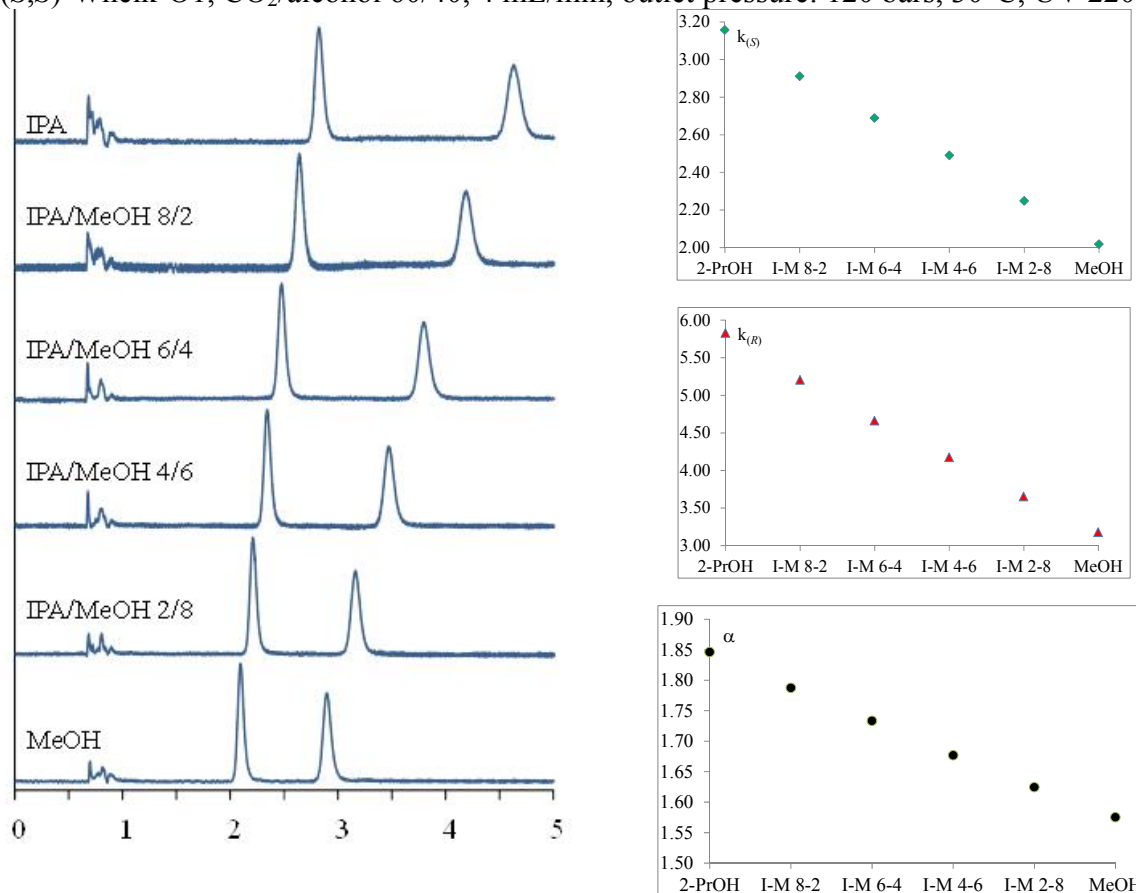 (S,S)-Whelk-O1, CO₂/alcohol 60/40, 4 mL/min, outlet pressure: 120 bars, 30°C, UV 220
IPA
IPA/MeOH 8/2
IPA/MeOH 6/4
IPA/MeOH 4/6
IPA/MeOH 2/8
MeOH
0 1 2 3 4 5
k(S)
3.20
3.00
2.80
2.60
2.40
2.20
2.00
2-PrOH I-M 8-2 I-M 6-4 I-M 4-6 I-M 2-8 MeOH
k(R)
6.00
5.50
5.00
4.50
4.00
3.50
3.00
2-PrOH I-M 8-2 I-M 6-4 I-M 4-6 I-M 2-8 MeOH
α
1.90
1.85
1.80
1.75
1.70
1.65
1.60
1.55
1.50
2-PrOH I-M 8-2 I-M 6-4 I-M 4-6 I-M 2-8 MeOH